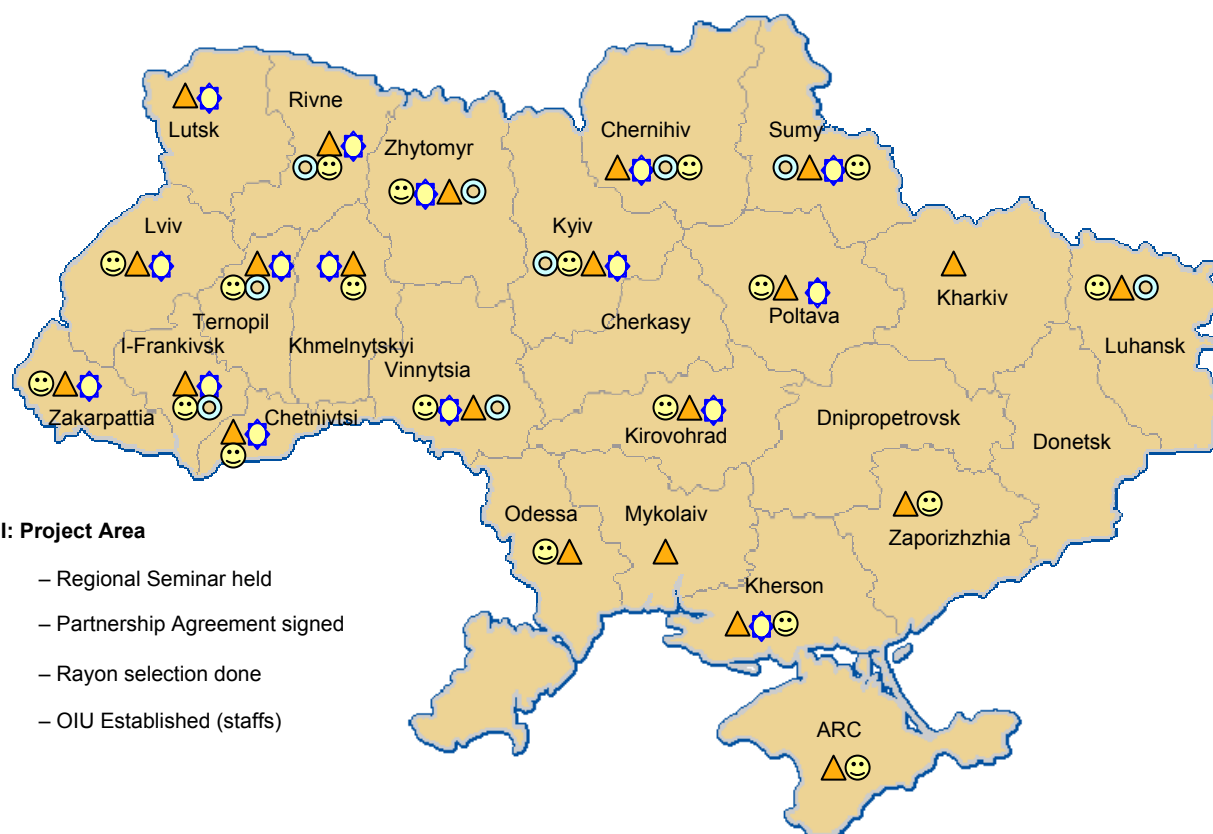 Rivne
Lutsk
Zhytomyr
Chernihiv
Sumy
Lviv
Kyiv
Ternopil
Khmelnytskyi
Cherkasy
Poltava
Kharkiv
Luhansk
I-Frankivsk
Vinnytsia
Zakarpattia
Chetniytsi
Kirovohrad
Dnipropetrovsk
Donetsk
Odessa
Mykolaiv
Zaporizhzhia
Kherson
ARC
I: Project Area
– Regional Seminar held
– Partnership Agreement signed
– Rayon selection done
– OIU Established (staffs)